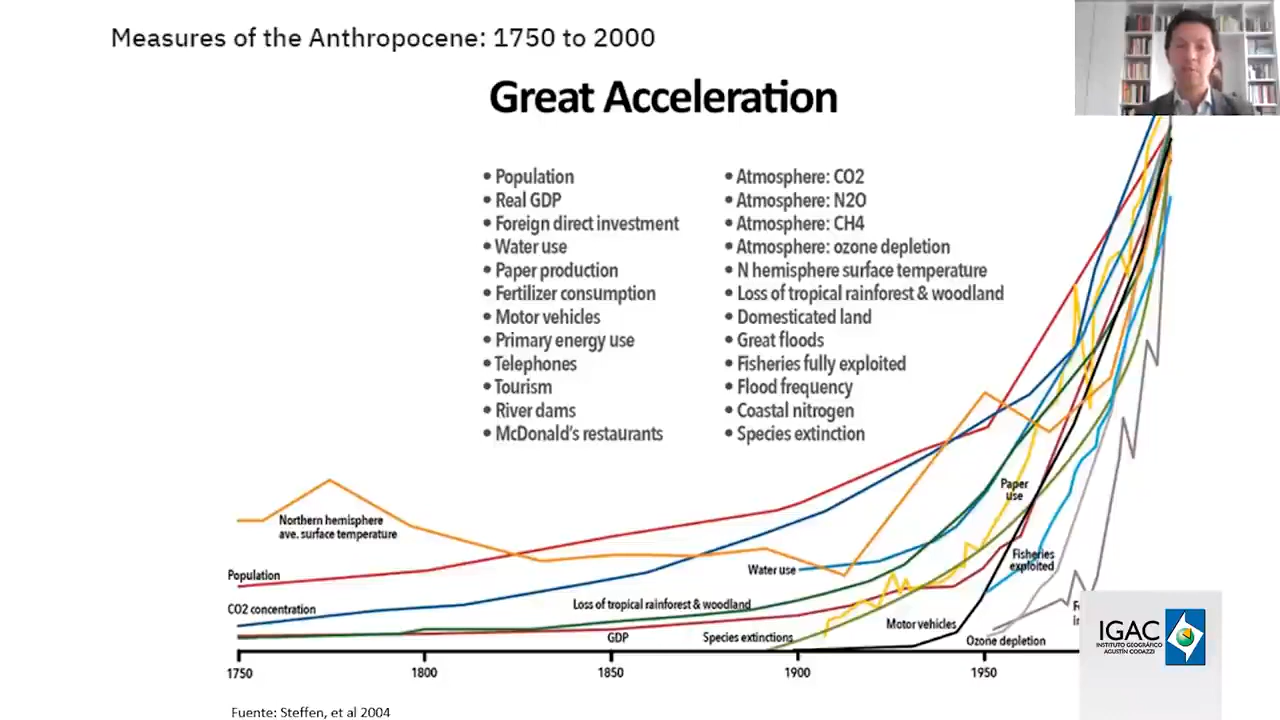 Measures of the Anthropocene: 1750 to 2000
Great Acceleration
• Population
• Real GDP
• Foreign direct investment
• Water use
• Paper production
• Fertilizer consumption
• Motor vehicles
• Primary energy use
• Telephones
• Tourism
• River dams
• McDonald's restaurants
• Atmosphere: CO2
• Atmosphere: N2O
• Atmosphere: CH4
• Atmosphere: ozone depletion
• N hemisphere surface temperature
• Loss of tropical rainforest & woodland
• Domesticated land
• Great floods
• Fisheries fully exploited
• Flood frequency
• Coastal nitrogen
• Species extinction
Northern hemisphere
ave. surface temperature
Population
CO2 concentration
Loss of tropical rainforest & woodland
GDP
Water use
Species extinctions
Paper
use
Fisheries
exploited
Motor vehicles
Ozone depletion
1750
1800
1850
1900
1950
IGAC
INSTITUTO GEOGRÁFICO
AGUSTÍN CODAZZI
Fuente: Steffen, et al 2004